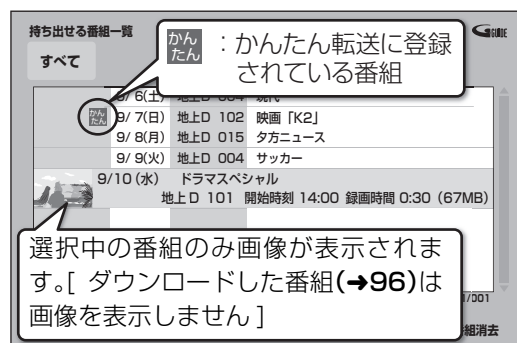 持ち出せる番組一覧
GGUIDE
すべて
かん
たん
：かんたん転送に登録
されている番組
9/ 6(土)
かん
たん
9/ 7(日) 地上D 102 映画「K2」
9/ 8(月) 地上D 015 夕方ニュース
9/ 9(火) 地上D 004 サッカー
9/10(水) ドラマスペシャル
地上D 101 開始時刻 14:00 録画時間 0:30 (67MB)
選択中の番組のみ画像が表示されま
す。[ ダウンロードした番組(→96)は
画像を表示しません ]
/001
組消去